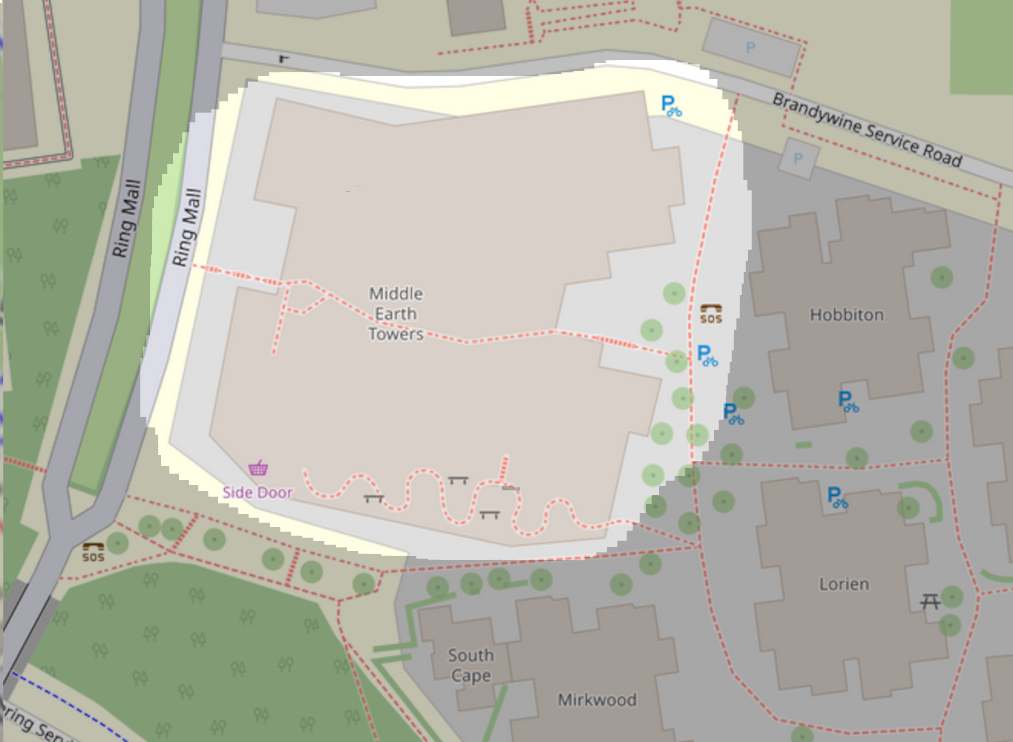 P
P
Brandywine Service Road
P
Ring Mall
Ring Mall
Middle
Earth
Towers
SOS
Hobbiton
P
P
P
Side Door
P
SOS
Lorien
South
Cape
Mirkwood